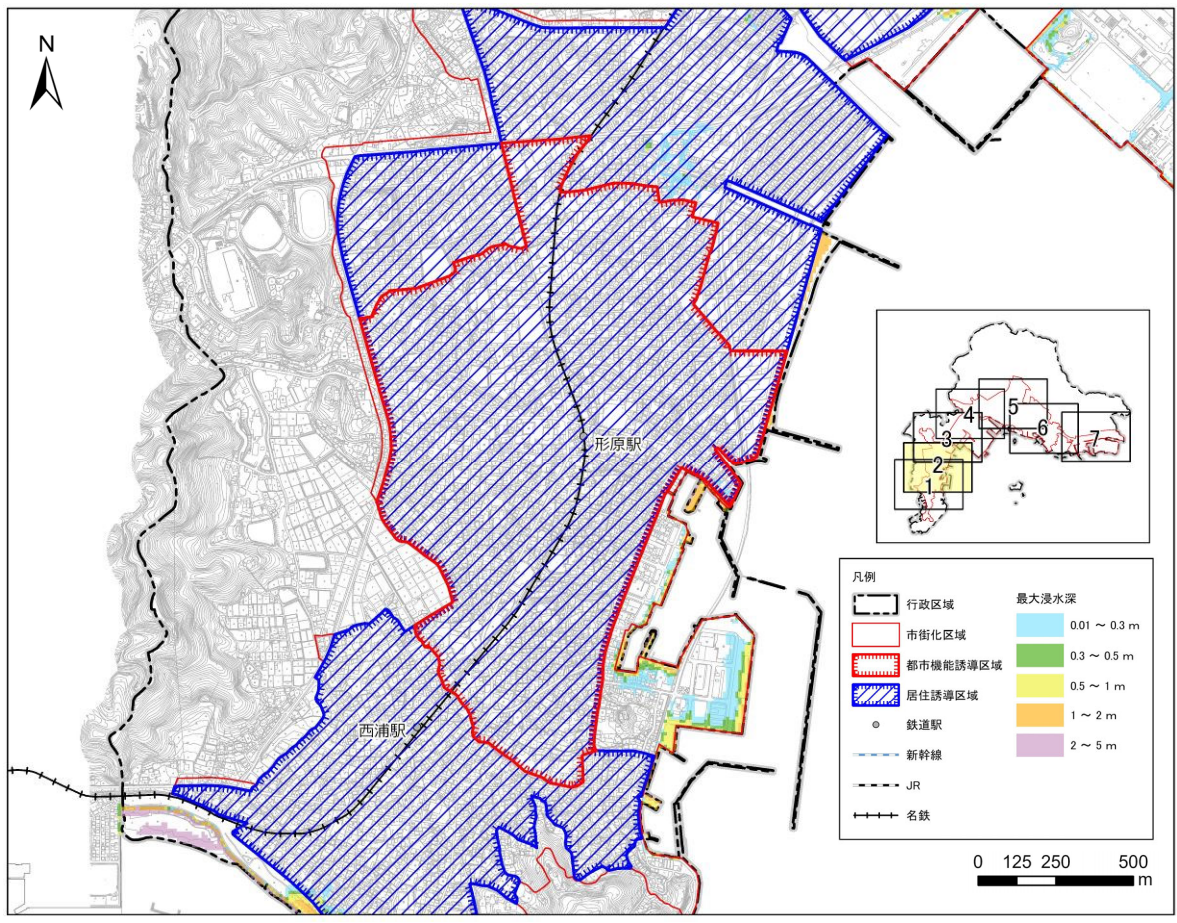 N
形原駅
西浦駅
5
4
6
3
7
2
1
凡例
行政区域
市街化区域
都市機能誘導区域
居住誘導区域
鉄道駅
新幹線
JR
名鉄
最大浸水深
0.01 ～ 0.3 m
0.3 ～ 0.5 m
0.5 ～ 1 m
1 ～ 2 m
2 ～ 5 m
0 125 250 500
m